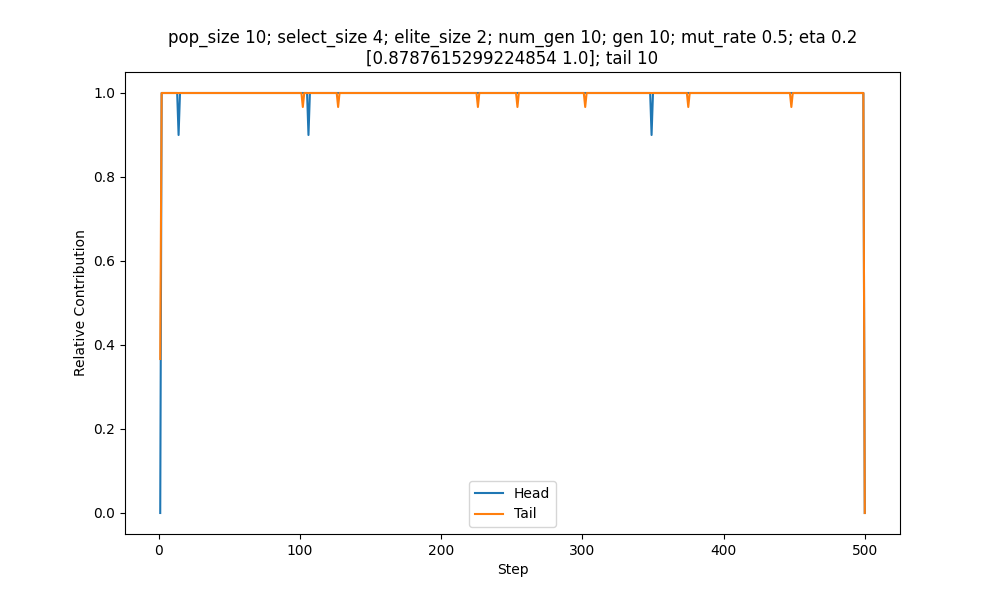 pop_size 10; select_size 4; elite_size 2; num_gen 10; gen 10; mut_rate 0.5; eta 0.2
[0.8787615299224854 1.0]; tail 10
1.0
0.8
0.6
0.4
0.2
0.0
Relative Contribution
Head
Tail
0
100
200
300
400
500
Step